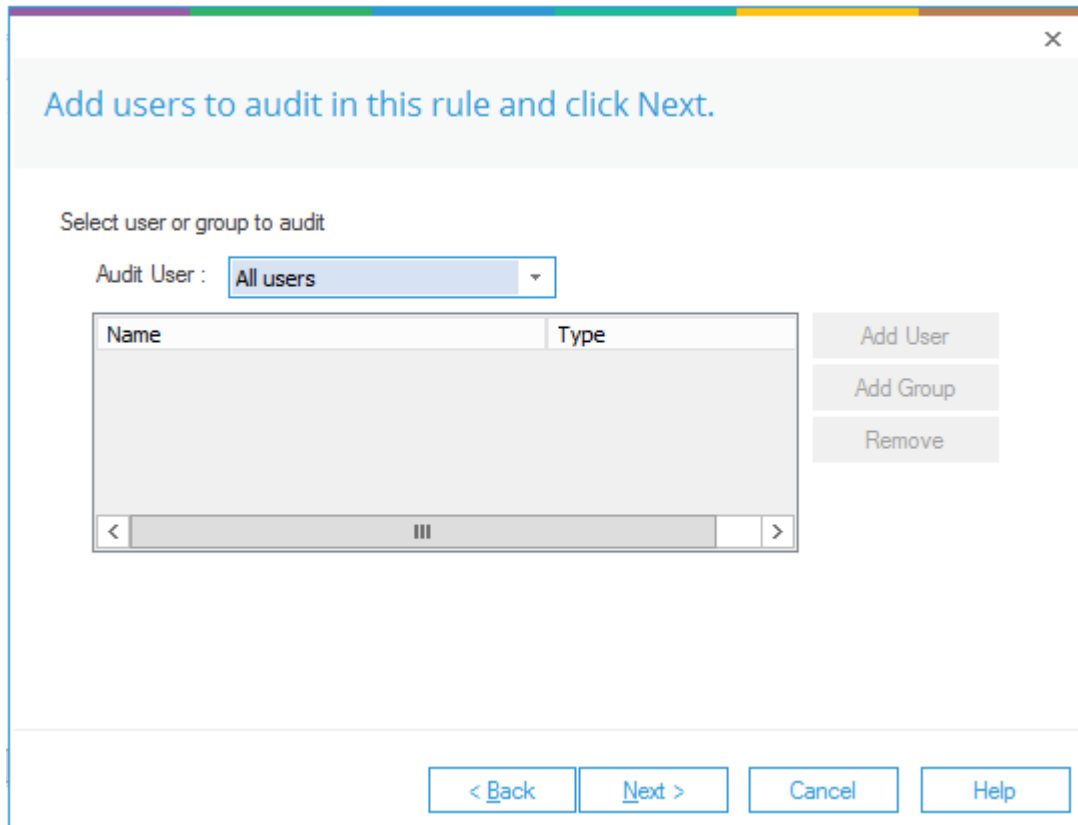 Add users to audit in this rule and click Next.
Select user or group to audit
Audit User : All users
Name Type
Add User
Add Group
Remove
< Back Next > Cancel Help